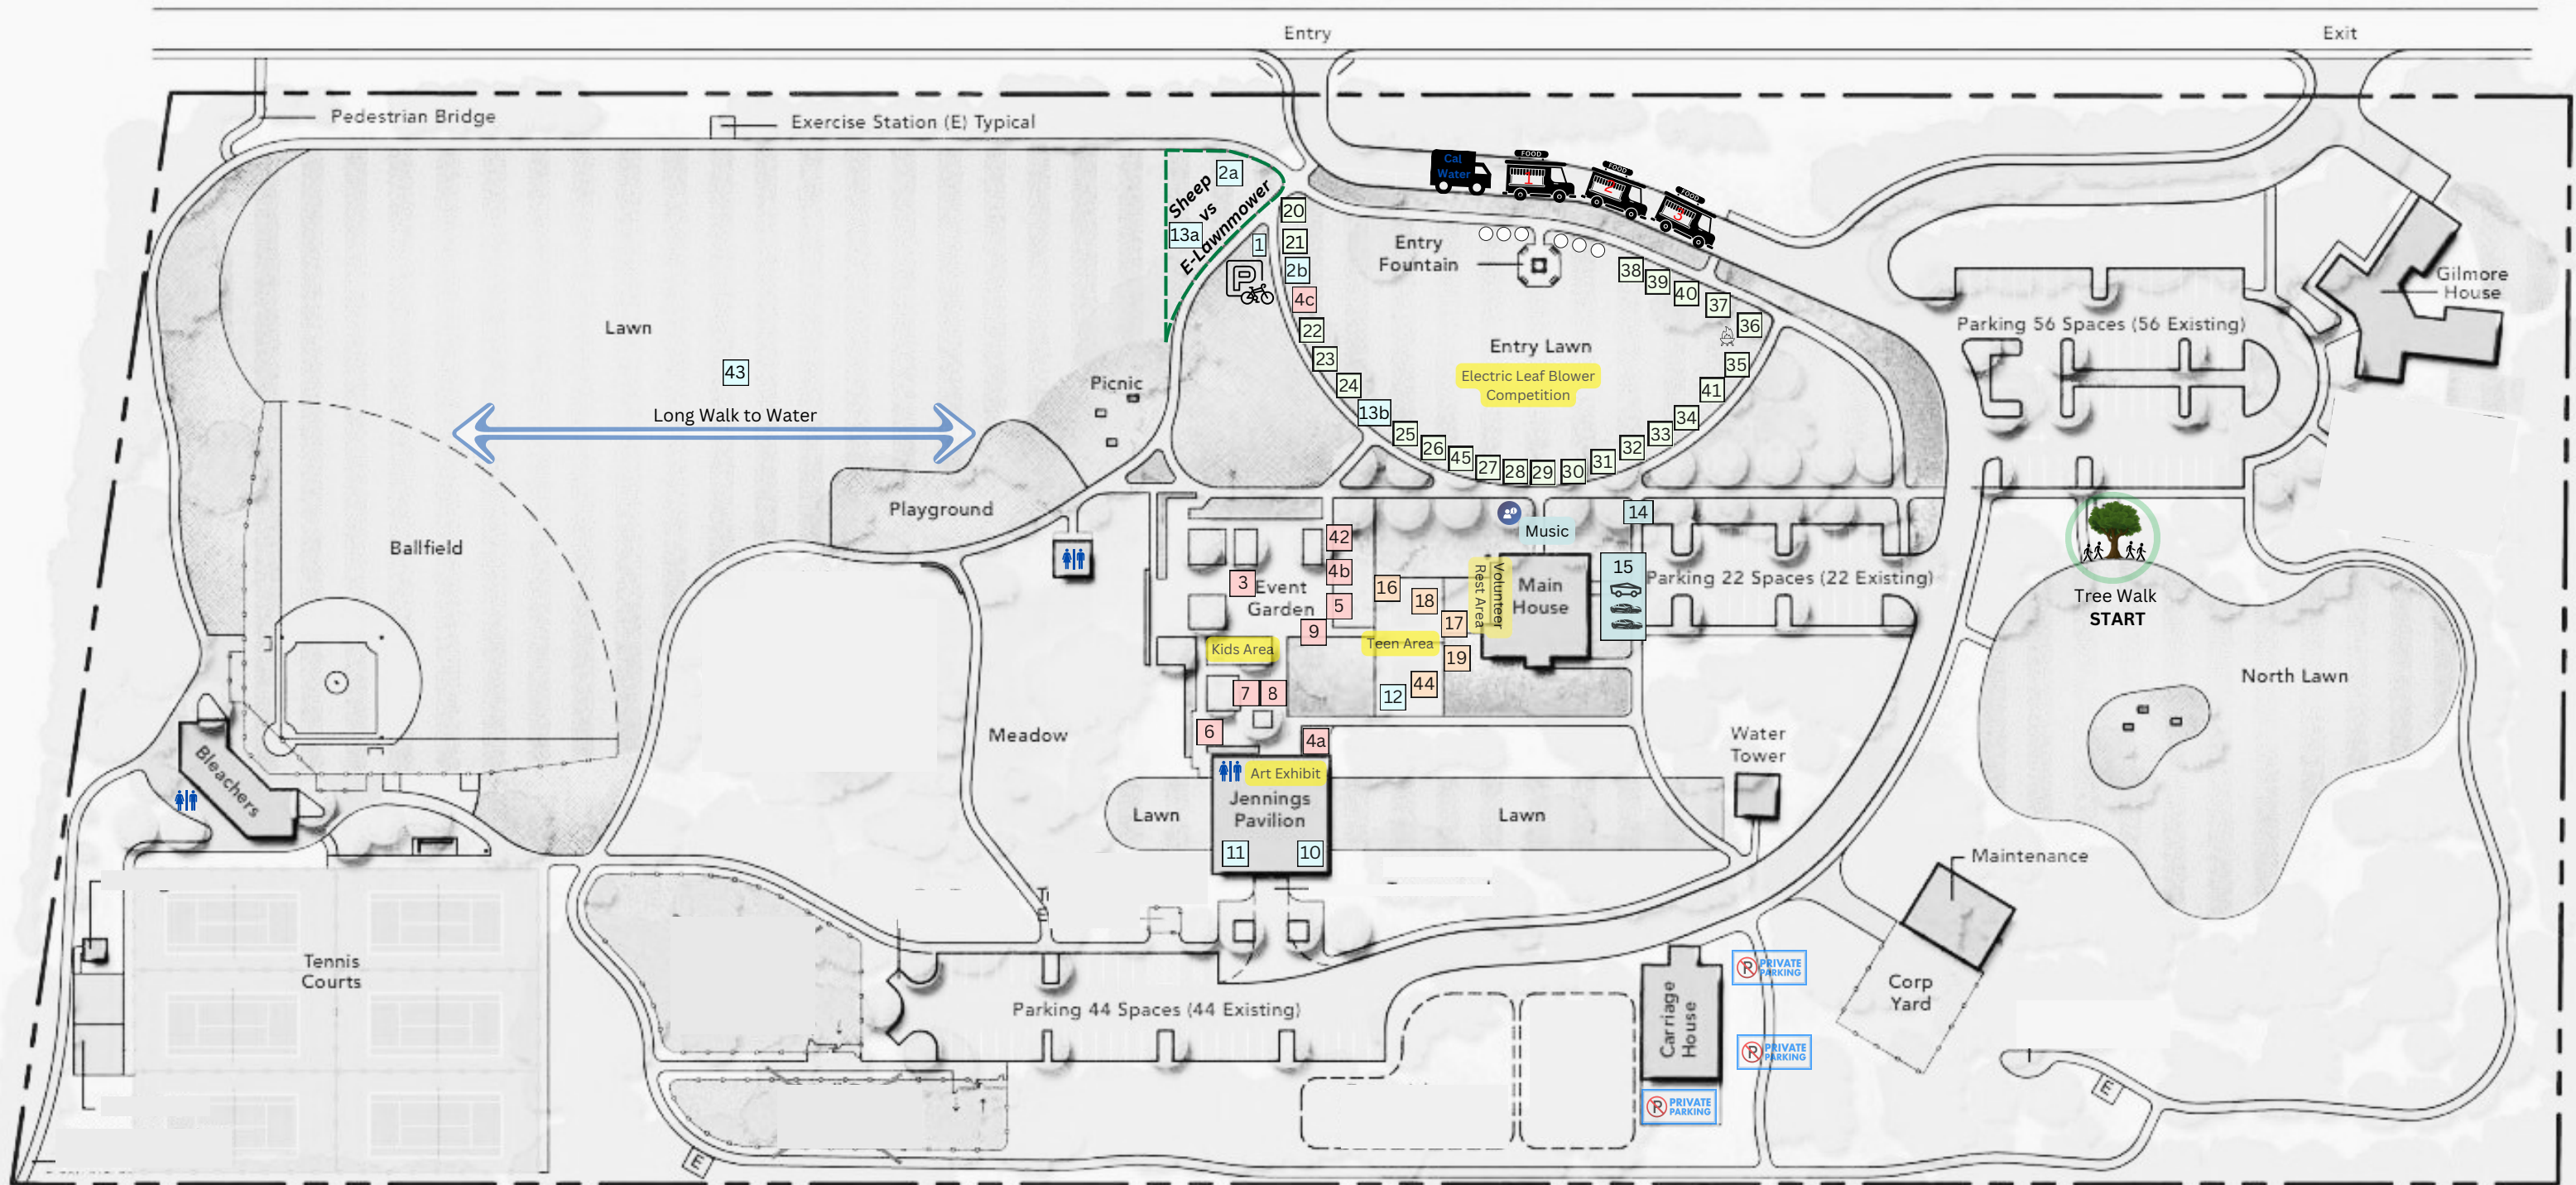 Entry
Exit
Pedestrian Bridge
Exercise Station (E) Typical
Cal
Water
FOOD
1
FOOD
2
FOOD
3
2a
Sheep
vs
E-Lawnmower
13a
1
P
20
21
2b
4c
22
23
24
13b
25
26
45
27
28
29
30
31
32
33
34
41
35
36
37
40
39
38
Entry
Fountain
Entry Lawn
Electric Leaf Blower
Competition
Lawn
43
Long Walk to Water
Picnic
Playground
Ballfield
Parking 56 Spaces (56 Existing)
Gilmore
House
Music
14
15
Parking 22 Spaces (22 Existing)
Tree Walk
START
42
4b
3
Event
Garden
5
9
Kids Area
7
8
6
4a
16
18
17
Teen Area
19
44
12
Volunteer
Rest Area
Main
House
North Lawn
Meadow
Water
Tower
Bleachers
Art Exhibit
Jennings
Pavilion
11
10
Lawn
Lawn
Maintenance
Tennis
Courts
Parking 44 Spaces (44 Existing)
Carriage
House
Corp
Yard
P PRIVATE
PARKING
P PRIVATE
PARKING
P PRIVATE
PARKING
E
E